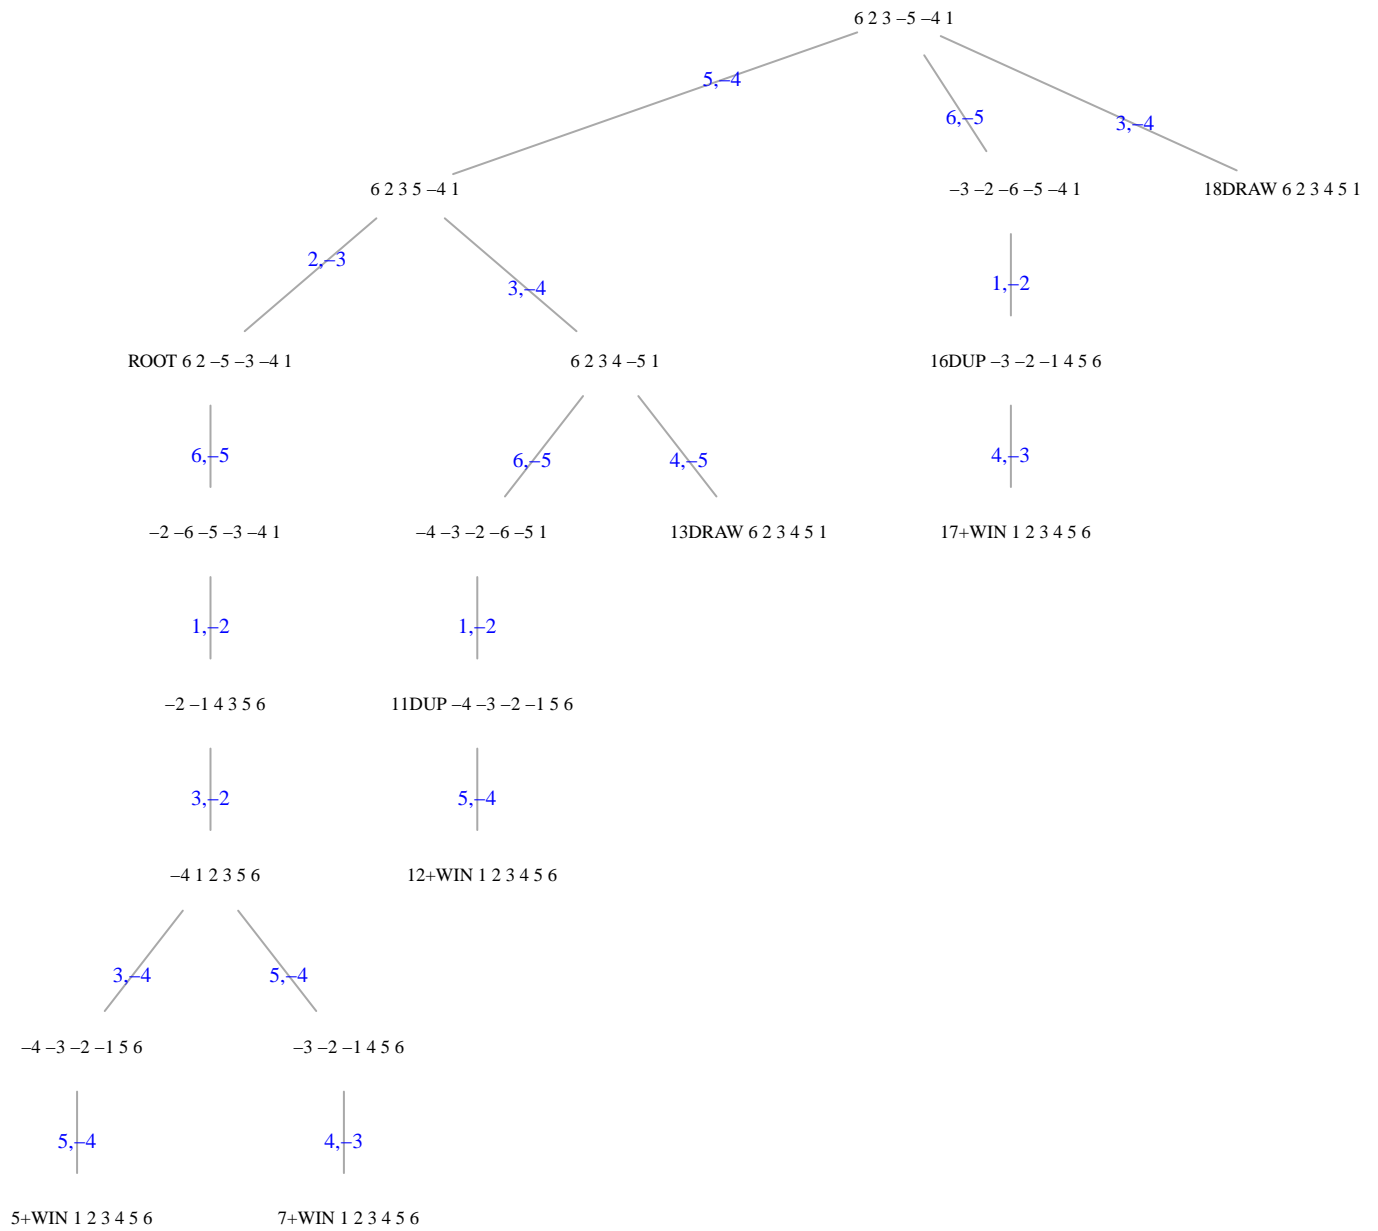 6 2 3 –5 –4 1
5,–4
6,–5
3,–4
6 2 3 5 –4 1
–3 –2 –6 –5 –4 1
18DRAW 6 2 3 4 5 1
2,–3
3,–4
1,–2
ROOT 6 2 –5 –3 –4 1
6 2 3 4 –5 1
16DUP –3 –2 –1 4 5 6
6,–5
6,–5
4,–5
4,–3
–2 –6 –5 –3 –4 1
–4 –3 –2 –6 –5 1
13DRAW 6 2 3 4 5 1
17+WIN 1 2 3 4 5 6
1,–2
1,–2
–2 –1 4 3 5 6
11DUP –4 –3 –2 –1 5 6
3,–2
5,–4
–4 1 2 3 5 6
12+WIN 1 2 3 4 5 6
3,–4
5,–4
–4 –3 –2 –1 5 6
–3 –2 –1 4 5 6
5,–4
4,–3
5+WIN 1 2 3 4 5 6
7+WIN 1 2 3 4 5 6